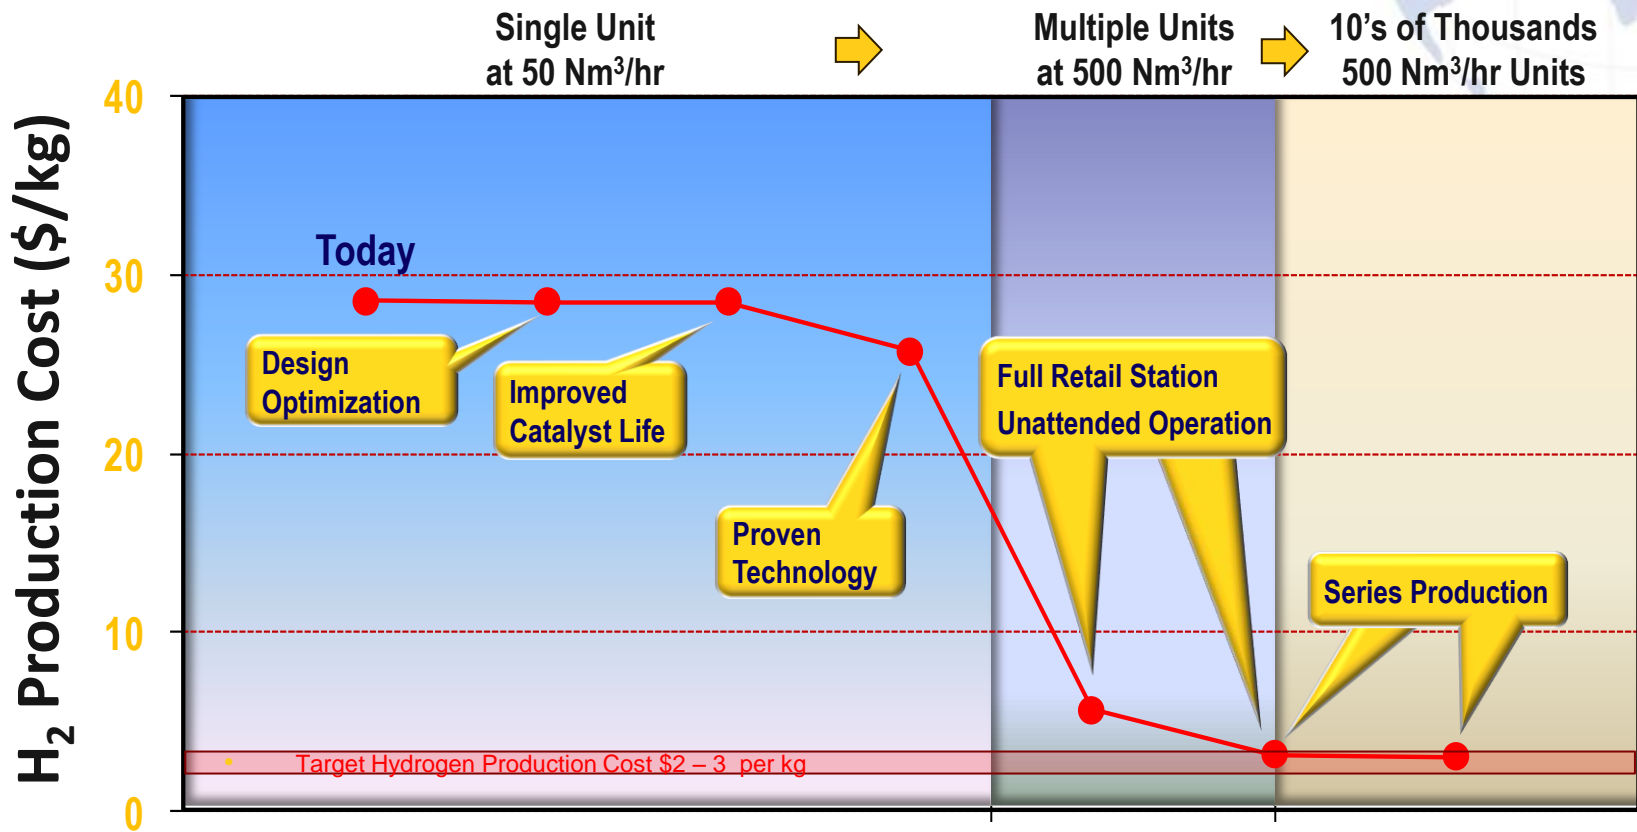 Single Unit
at 50 Nm³/hr
Multiple Units
at 500 Nm³/hr
10’s of Thousands
500 Nm³/hr Units
H₂ Production Cost ($/kg)
40
30
20
10
0
Today
Design
Optimization
Improved
Catalyst Life
Proven
Technology
Full Retail Station
Unattended Operation
Series Production
• Target Hydrogen Production Cost $2 – 3 per kg